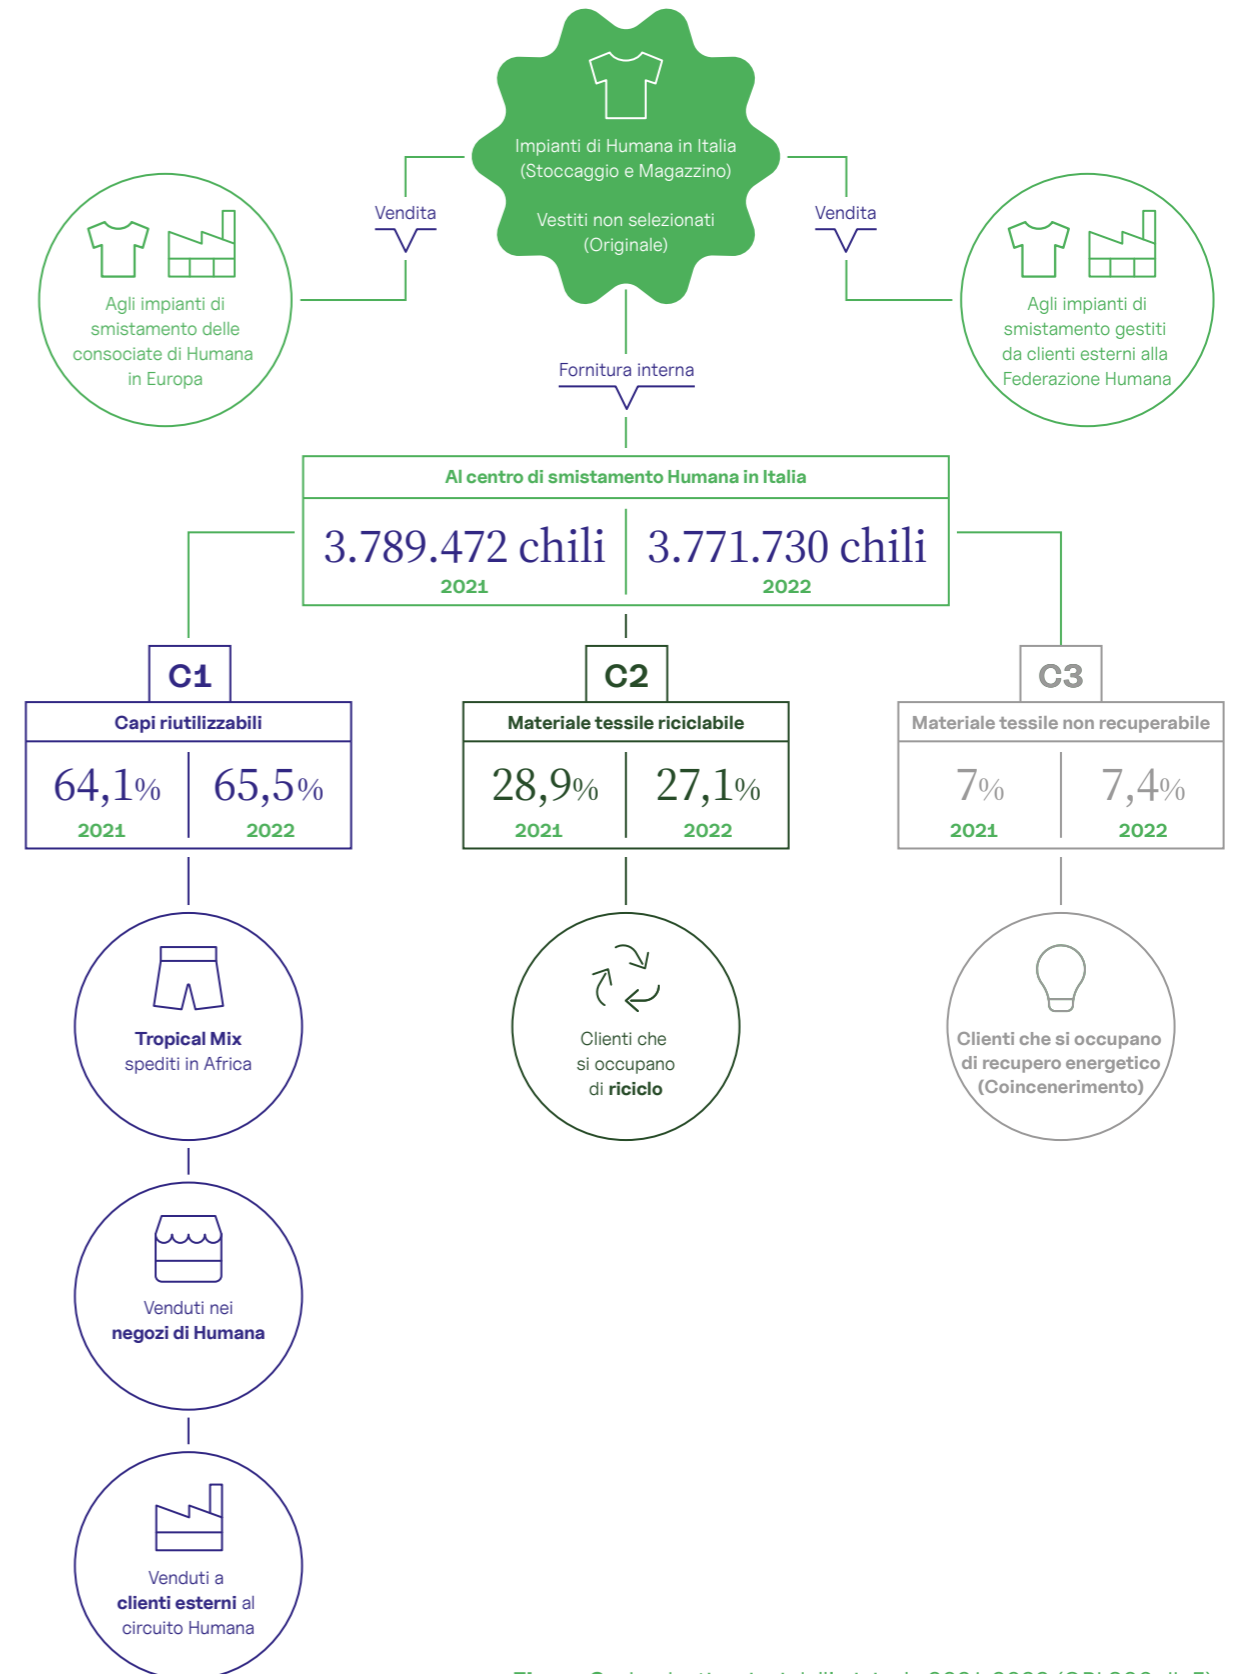 Impianti di Humana in Italia
(Stoccaggio e Magazzino)
Vestiti non selezionati
(Originale)
Vendita
Vendita
Agli impianti di
smistamento delle
consociate di Humana
in Europa
Agli impianti di
smistamento gestiti
da clienti esterni alla
Federazione Humana
Fornitura interna
Al centro di smistamento Humana in Italia
3.789.472 chili
2021
3.771.730 chili
2022
C1
Capi riutilizzabili
64,1%
2021
65,5%
2022
C2
Materiale tessile riciclabile
28,9%
2021
27,1%
2022
C3
Materiale tessile non recuperabile
7%
2021
7,4%
2022
Tropical Mix
spediti in Africa
Clienti che
si occupano
di riciclo
Clienti che si occupano
di recupero energetico
(Coincenerimento)
Venduti nei
negozi di Humana
Venduti a
clienti esterni al
circuito Humana